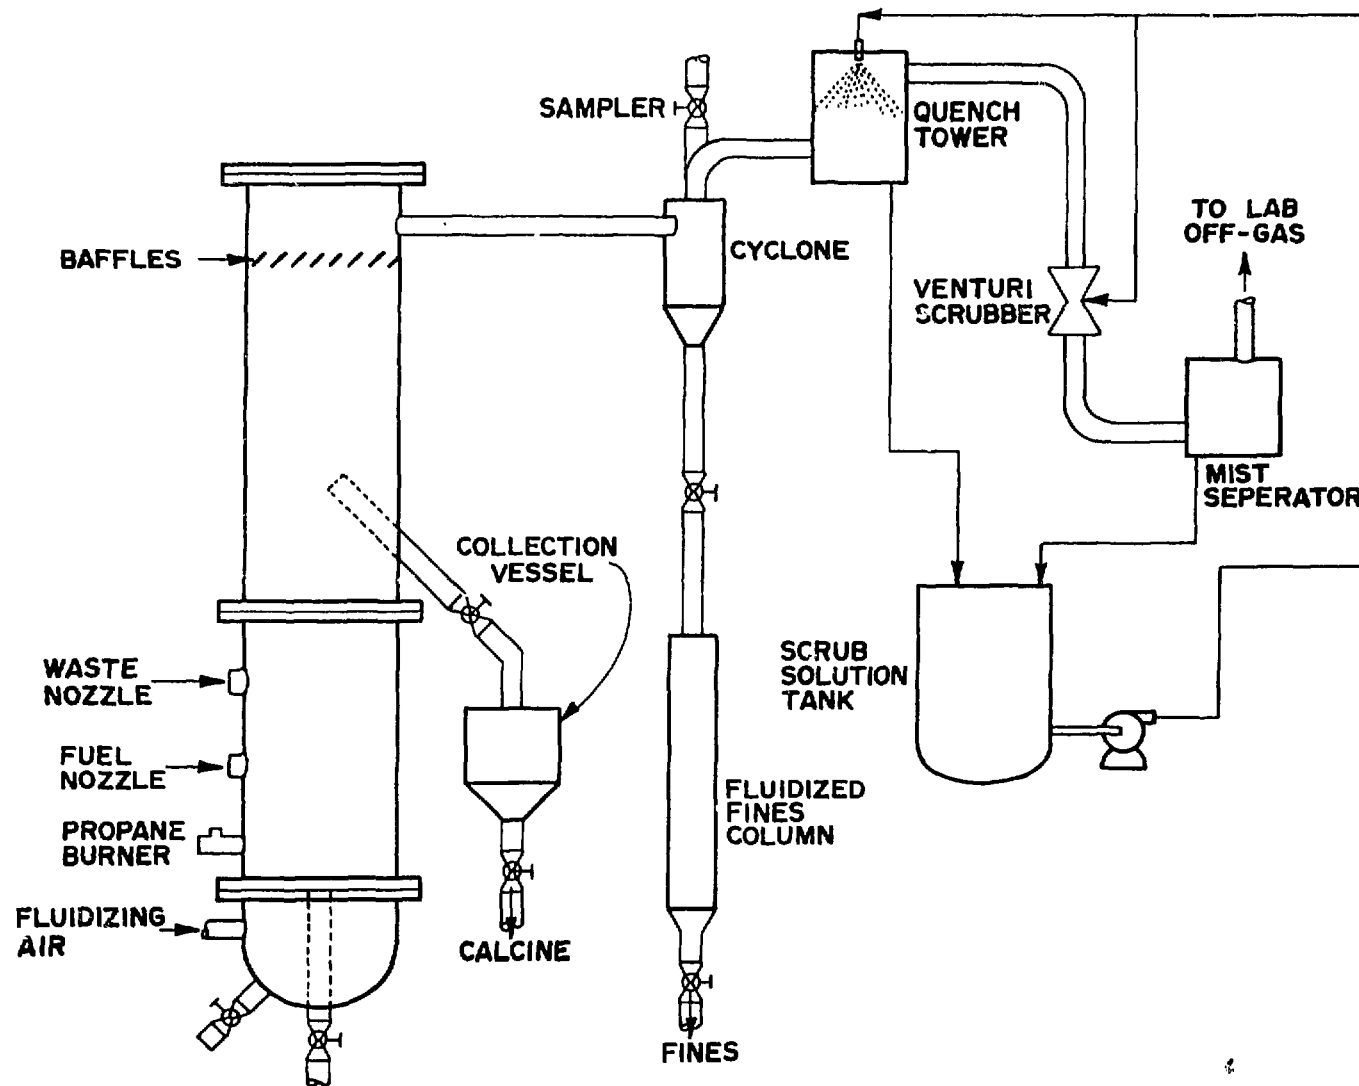 SAMPLER
QUENCH
TOWER
TO LAB
OFF-GAS
BAFFLES
CYCLONE
VENTURI
SCRUBBER
MIST
SEPERATOR
COLLECTION
VESSEL
WASTE
NOZZLE
SCRUB
SOLUTION
TANK
FUEL
NOZZLE
FLUIDIZED
FINES
COLUMN
PROPANE
BURNER
FLUIDIZING
AIR
CALCINE
FINES